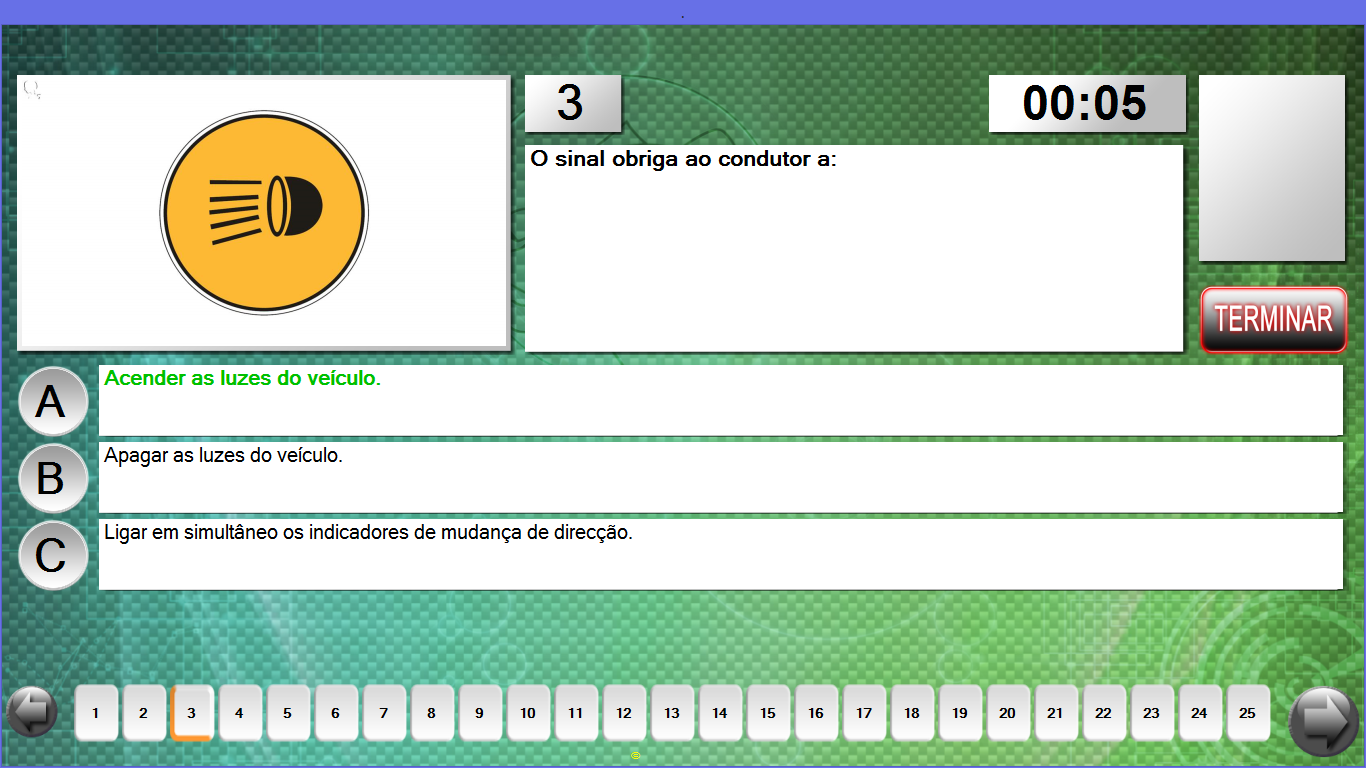 3
00:05
O sinal obriga ao condutor a:
TERMINAR
A
Acender as luzes do veículo.
B
Apagar as luzes do veículo.
C
Ligar em simultâneo os indicadores de mudança de direcção.
1 2 3 4 5 6 7 8 9 10 11 12 13 14 15 16 17 18 19 20 21 22 23 24 25
©